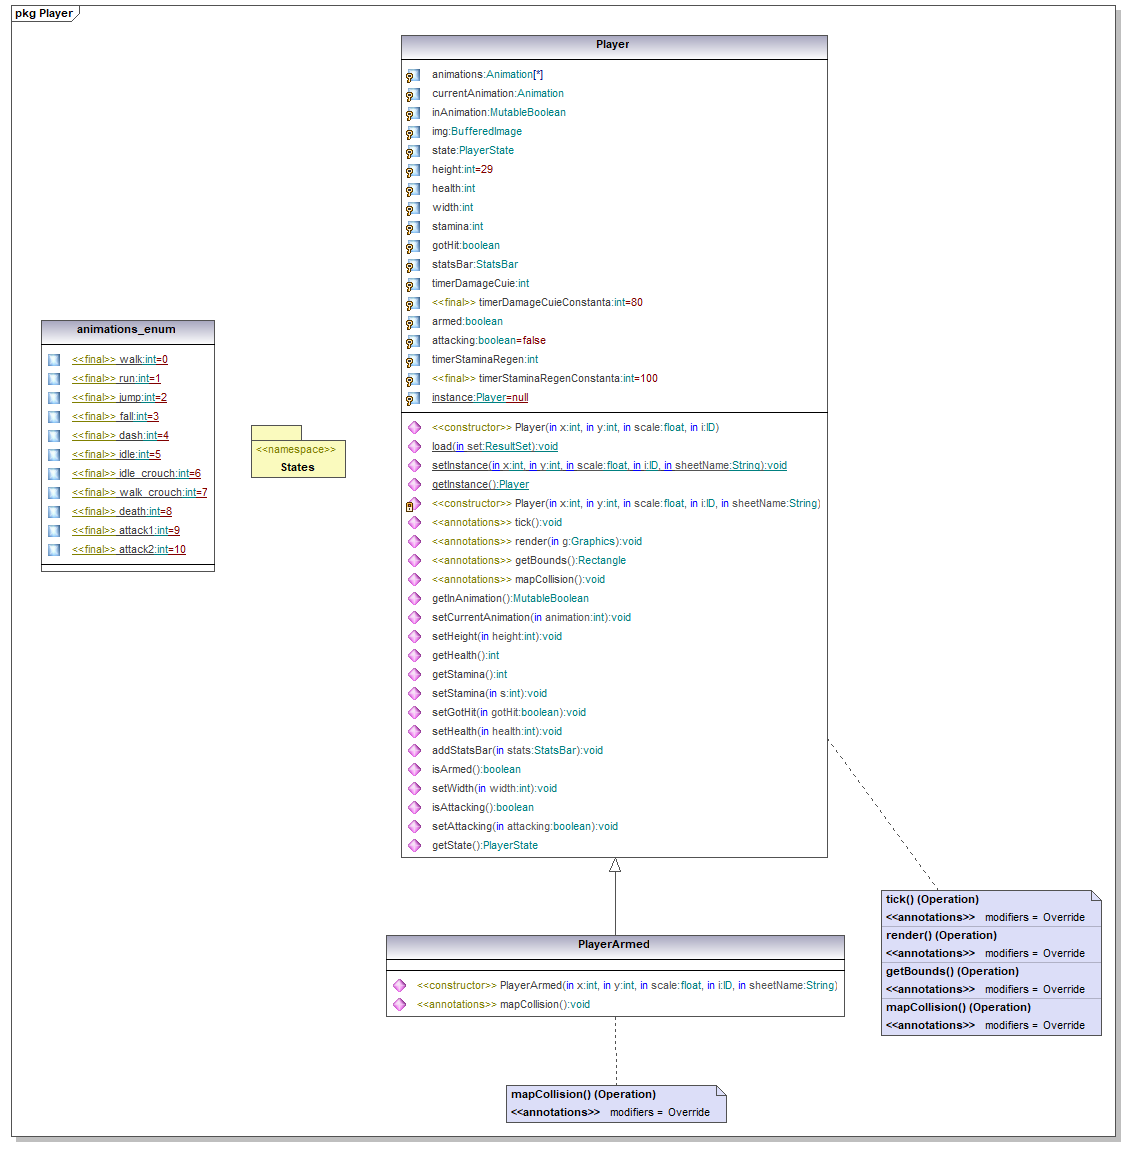 pkg Player
Player
animations:Animation[*]
currentAnimation:Animation
inAnimation:MutableBoolean
img:BufferedImage
state:PlayerState
height:int=29
health:int
width:int
stamina:int
gotHit:boolean
statsBar:StatsBar
timerDamageCuie:int
<<final>> timerDamageCuieConstanta:int=80
armed:boolean
attacking:boolean=false
timerStaminaRegen:int
<<final>> timerStaminaRegenConstanta:int=100
instance:Player=null
<<constructor>> Player(in x:int, in y:int, in scale:float, in i:ID)
load(in set:ResultSet):void
setInstance(in x:int, in y:int, in scale:float, in i:ID, in sheetName:String):void
getInstance():Player
<<constructor>> Player(in x:int, in y:int, in scale:float, in i:ID, in sheetName:String)
<<annotations>> tick():void
<<annotations>> render(in g:Graphics):void
<<annotations>> getBounds():Rectangle
<<annotations>> mapCollision():void
getInAnimation():MutableBoolean
setCurrentAnimation(in animation:int):void
setHeight(in height:int):void
getHealth():int
getStamina():int
setStamina(in s:int):void
setGotHit(in gotHit:boolean):void
setHealth(in health:int):void
addStatsBar(in stats:StatsBar):void
isArmed():boolean
setWidth(in width:int):void
isAttacking():boolean
setAttacking(in attacking:boolean):void
getState():PlayerState
animations_enum
<<final>> walk:int=0
<<final>> run:int=1
<<final>> jump:int=2
<<final>> fall:int=3
<<final>> dash:int=4
<<final>> idle:int=5
<<final>> idle_crouch:int=6
<<final>> walk_crouch:int=7
<<final>> death:int=8
<<final>> attack1:int=9
<<final>> attack2:int=10
<<namespace>>
States
PlayerArmed
<<constructor>> PlayerArmed(in x:int, in y:int, in scale:float, in i:ID, in sheetName:String)
<<annotations>> mapCollision():void
tick() (Operation)
<<annotations>> modifiers = Override
render() (Operation)
<<annotations>> modifiers = Override
getBounds() (Operation)
<<annotations>> modifiers = Override
mapCollision() (Operation)
<<annotations>> modifiers = Override
mapCollision() (Operation)
<<annotations>> modifiers = Override